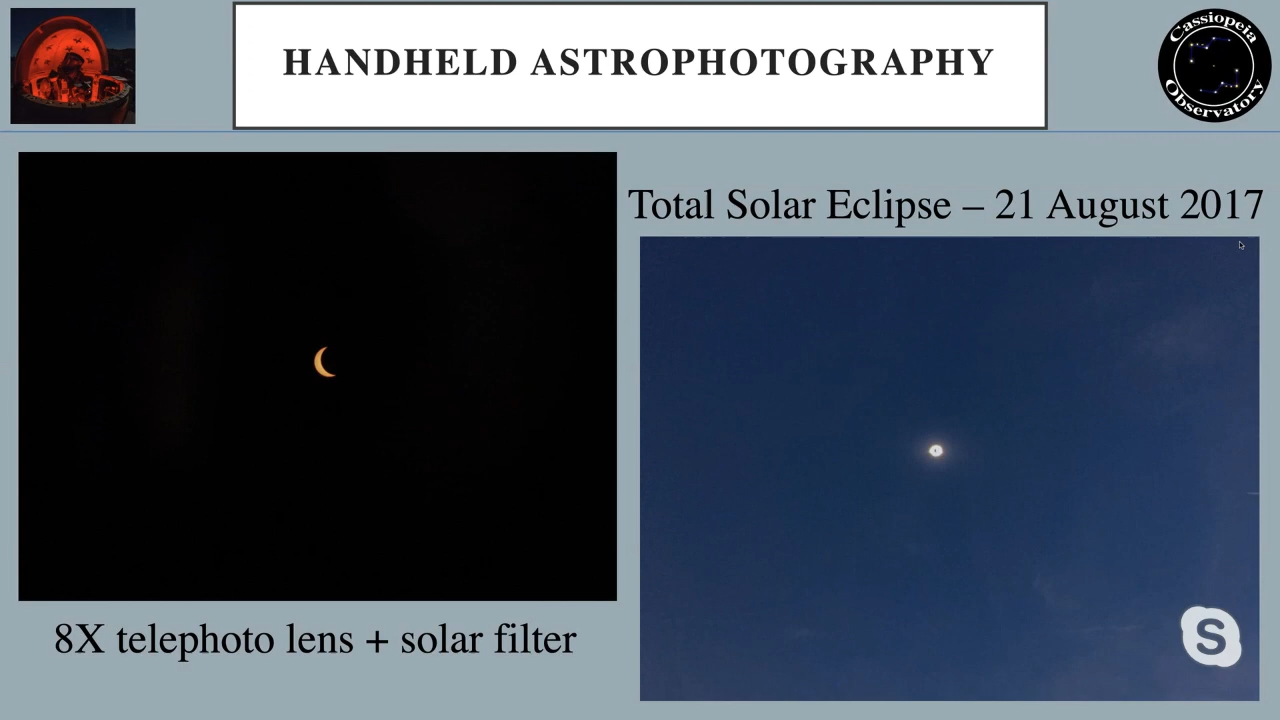 HANDHELD ASTROPHOTOGRAPHY
Cassiopeia
Observatory
Total Solar Eclipse – 21 August 2017
8X telephoto lens + solar filter
S